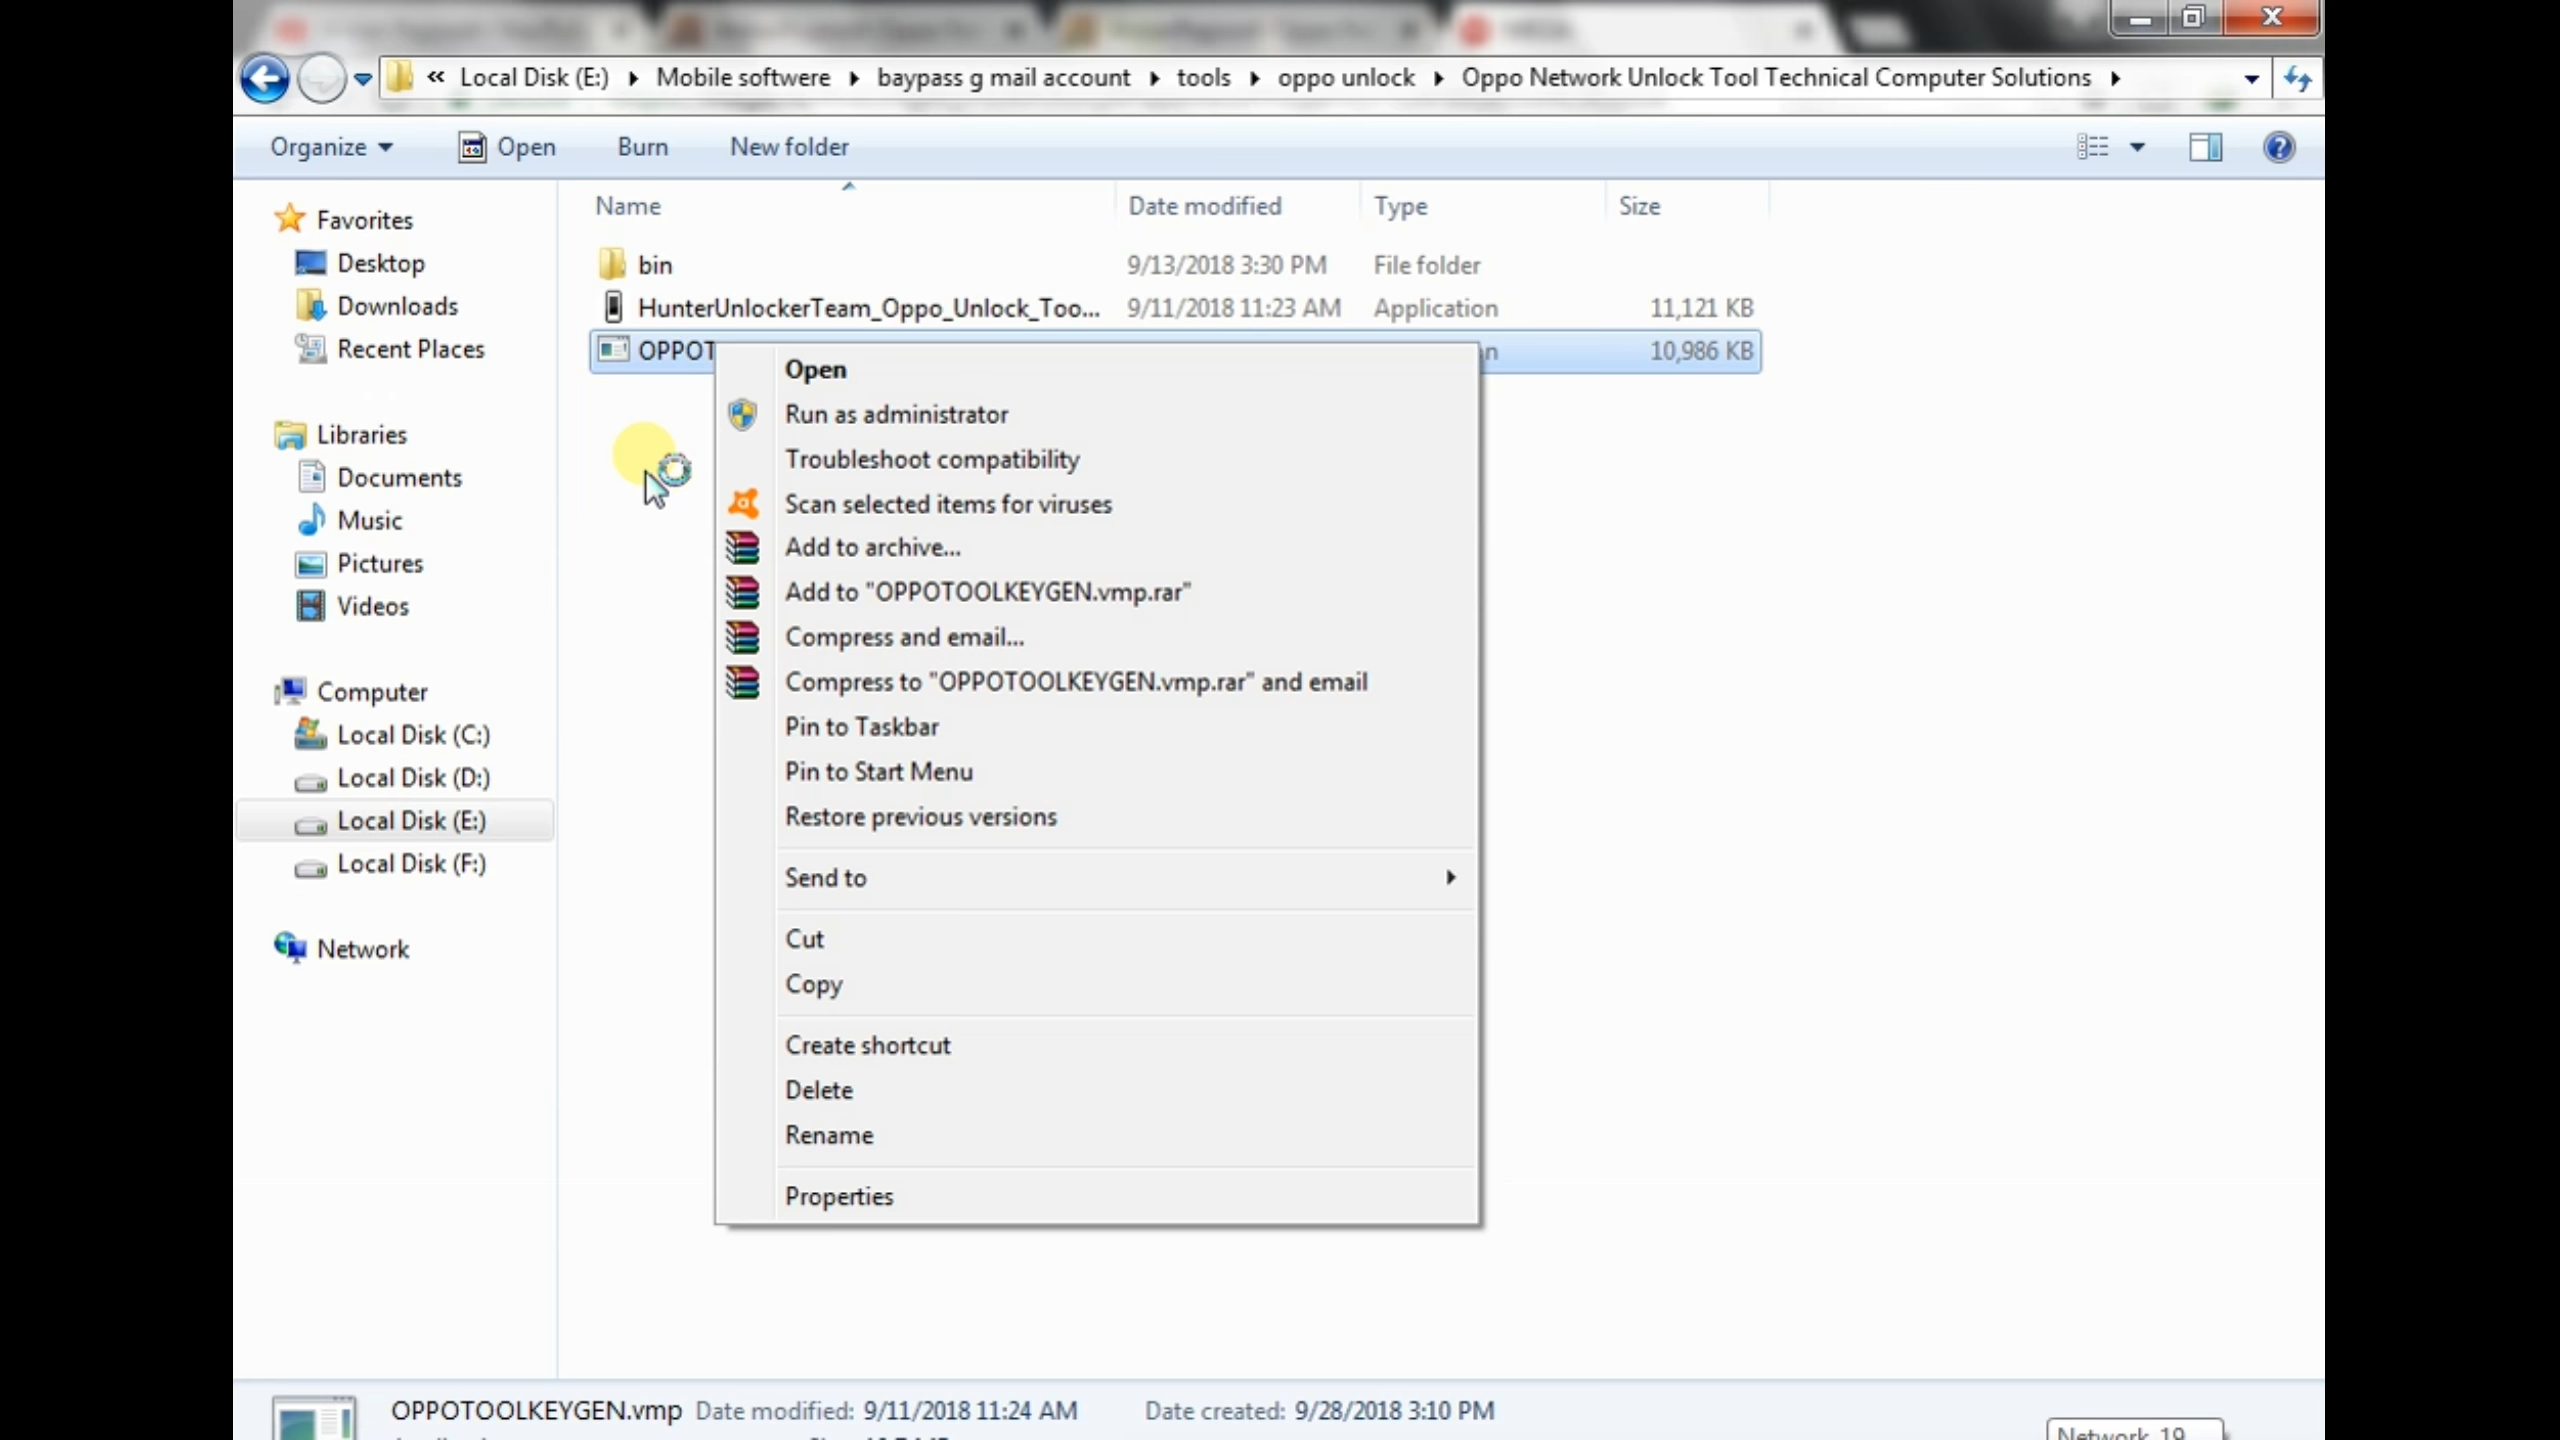 « Local Disk (E:) Mobile softwere baypass g mail account tools oppo unlock Oppo Network Unlock Tool Technical Computer Solutions
Organize Open Burn New folder
Name Date modified Type Size
Favorites
Desktop
Downloads
Recent Places
Libraries
Documents
Music
Pictures
Videos
Computer
Local Disk (C:)
Local Disk (D:)
Local Disk (E:)
Local Disk (F:)
Network
bin 9/13/2018 3:30 PM File folder
HunterUnlockerTeam_Oppo_Unlock_Too... 9/11/2018 11:23 AM Application 11,121 KB
OPPOT 10,986 KB
Open
Run as administrator
Troubleshoot compatibility
Scan selected items for viruses
Add to archive...
Add to "OPPOTOOLKEYGEN.vmp.rar"
Compress and email...
Compress to "OPPOTOOLKEYGEN.vmp.rar" and email
Pin to Taskbar
Pin to Start Menu
Restore previous versions
Send to
Cut
Copy
Create shortcut
Delete
Rename
Properties
OPPOTOOLKEYGEN.vmp Date modified: 9/11/2018 11:24 AM Date created: 9/28/2018 3:10 PM
Network 19